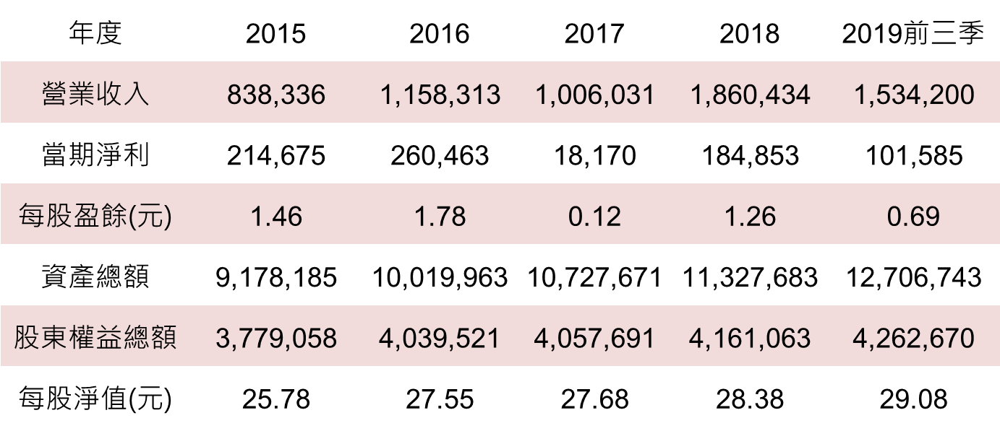 年度 2015 2016 2017 2018 2019前三季
營業收入 838,336 1,158,313 1,006,031 1,860,434 1,534,200
當期淨利 214,675 260,463 18,170 184,853 101,585
每股盈餘(元) 1.46 1.78 0.12 1.26 0.69
資產總額 9,178,185 10,019,963 10,727,671 11,327,683 12,706,743
股東權益總額 3,779,058 4,039,521 4,057,691 4,161,063 4,262,670
每股淨值(元) 25.78 27.55 27.68 28.38 29.08